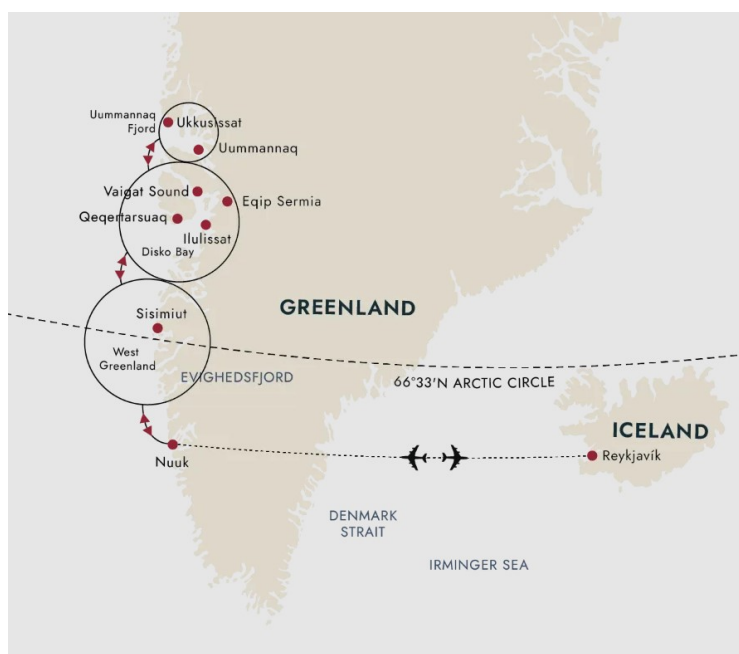 Uummannaq
Fjord
Ukkusissat
Uummannaq
Vaigat Sound
Eqip Sermia
Qeqertarsuaq
Ilulissat
Disko Bay
GREENLAND
Sisimiut
West
Greenland
EVIGHEDSFJORD
66°33'N ARCTIC CIRCLE
ICELAND
Reykjavík
Nuuk
DENMARK
STRAIT
IRMINGER SEA